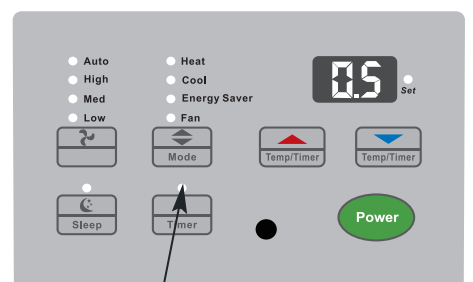 Auto
High
Med
Low
Heat
Cool
Energy Saver
Fan
0.5
Set
Mode
Temp/Timer
Temp/Timer
Sleep
Timer
Power